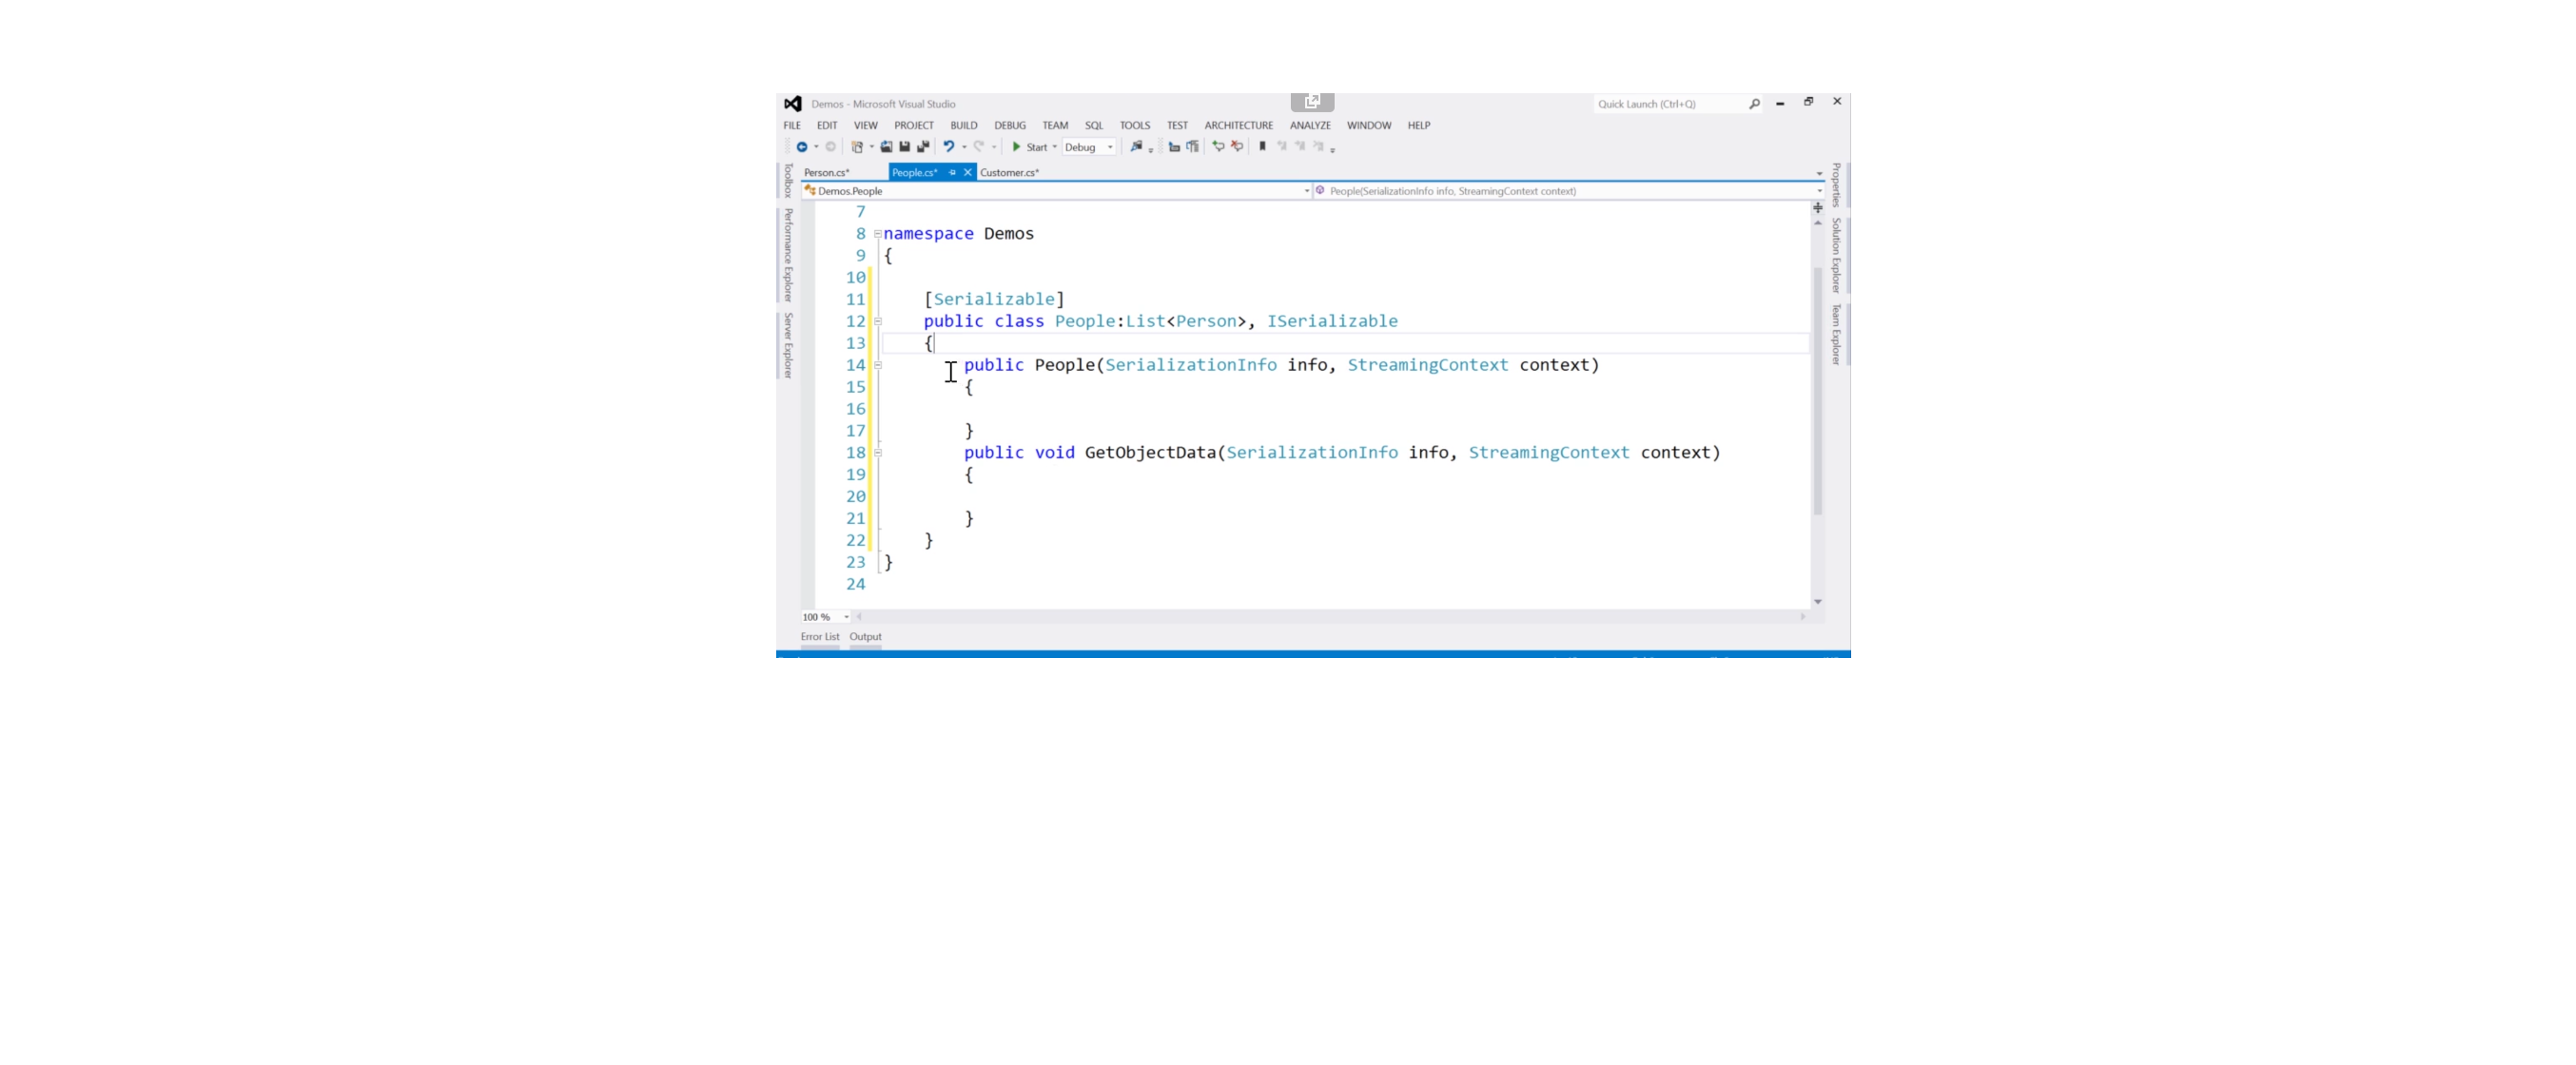 Demos - Microsoft Visual Studio
Quick Launch (Ctrl+Q)
FILE EDIT VIEW PROJECT BUILD DEBUG TEAM SQL TOOLS TEST ARCHITECTURE ANALYZE WINDOW HELP
Start Debug
Person.cs* People.cs* Customer.cs*
Demos.People People(SerializationInfo info, StreamingContext context)
Toolbox
Performance Explorer
Server Explorer
7
8 namespace Demos
9 {
10
11 [Serializable]
12 public class People:List<Person>, ISerializable
13 {
14 public People(SerializationInfo info, StreamingContext context)
15 {
16
17 }
18 public void GetObjectData(SerializationInfo info, StreamingContext context)
19 {
20
21 }
22 }
23 }
24
Properties
Solution Explorer
Team Explorer
100 %
Error List Output